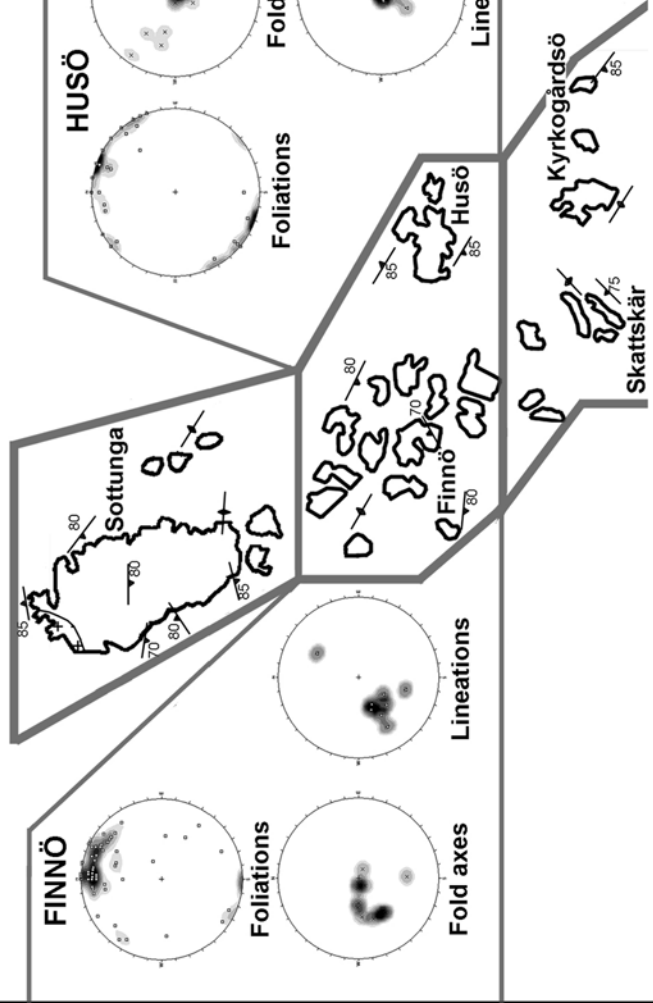 FINNÖ
Foliations
Fold axes
Lineations
85
80
Sottunga
80
70
80
85
HUSÖ
Foliations
Fold
Line
80
70
Finnö
80
85
Husö
85
Kyrkogårdsö
85
75
Skattskär